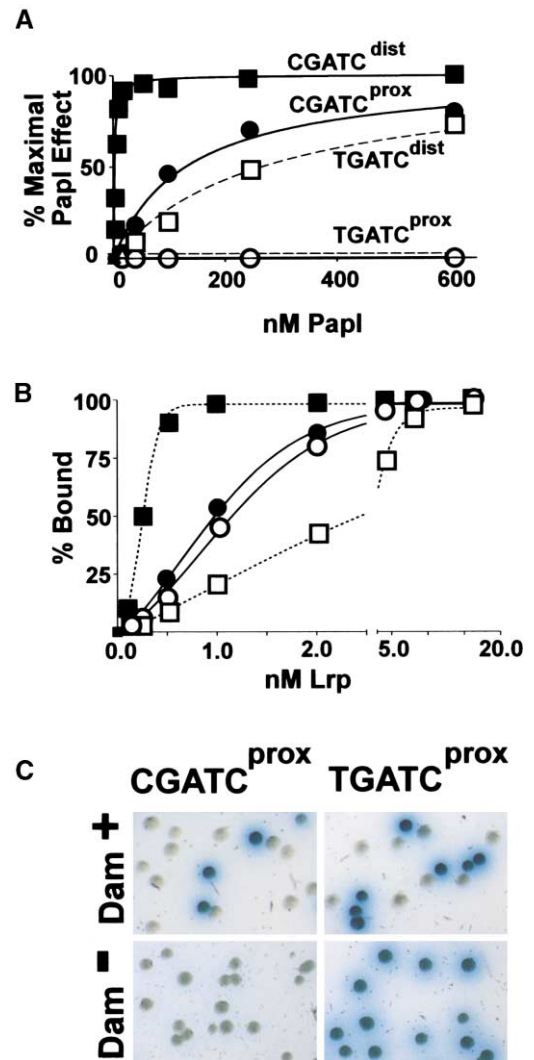 A
% Maximal
PapI Effect
100
50
0
CGATC dist
CGATC prox
TGATC dist
TGATC prox
0 200 400 600
nM PapI
B
% Bound
100
75
50
25
0.0 1.0 2.0 5.0 20.0
nM Lrp
C
CGATC prox TGATC prox
Dam +
Dam -